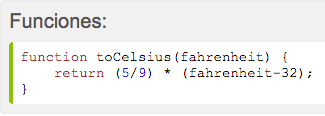 Funciones:
function toCelsius(fahrenheit) {
    return (5/9) * (fahrenheit-32);
}